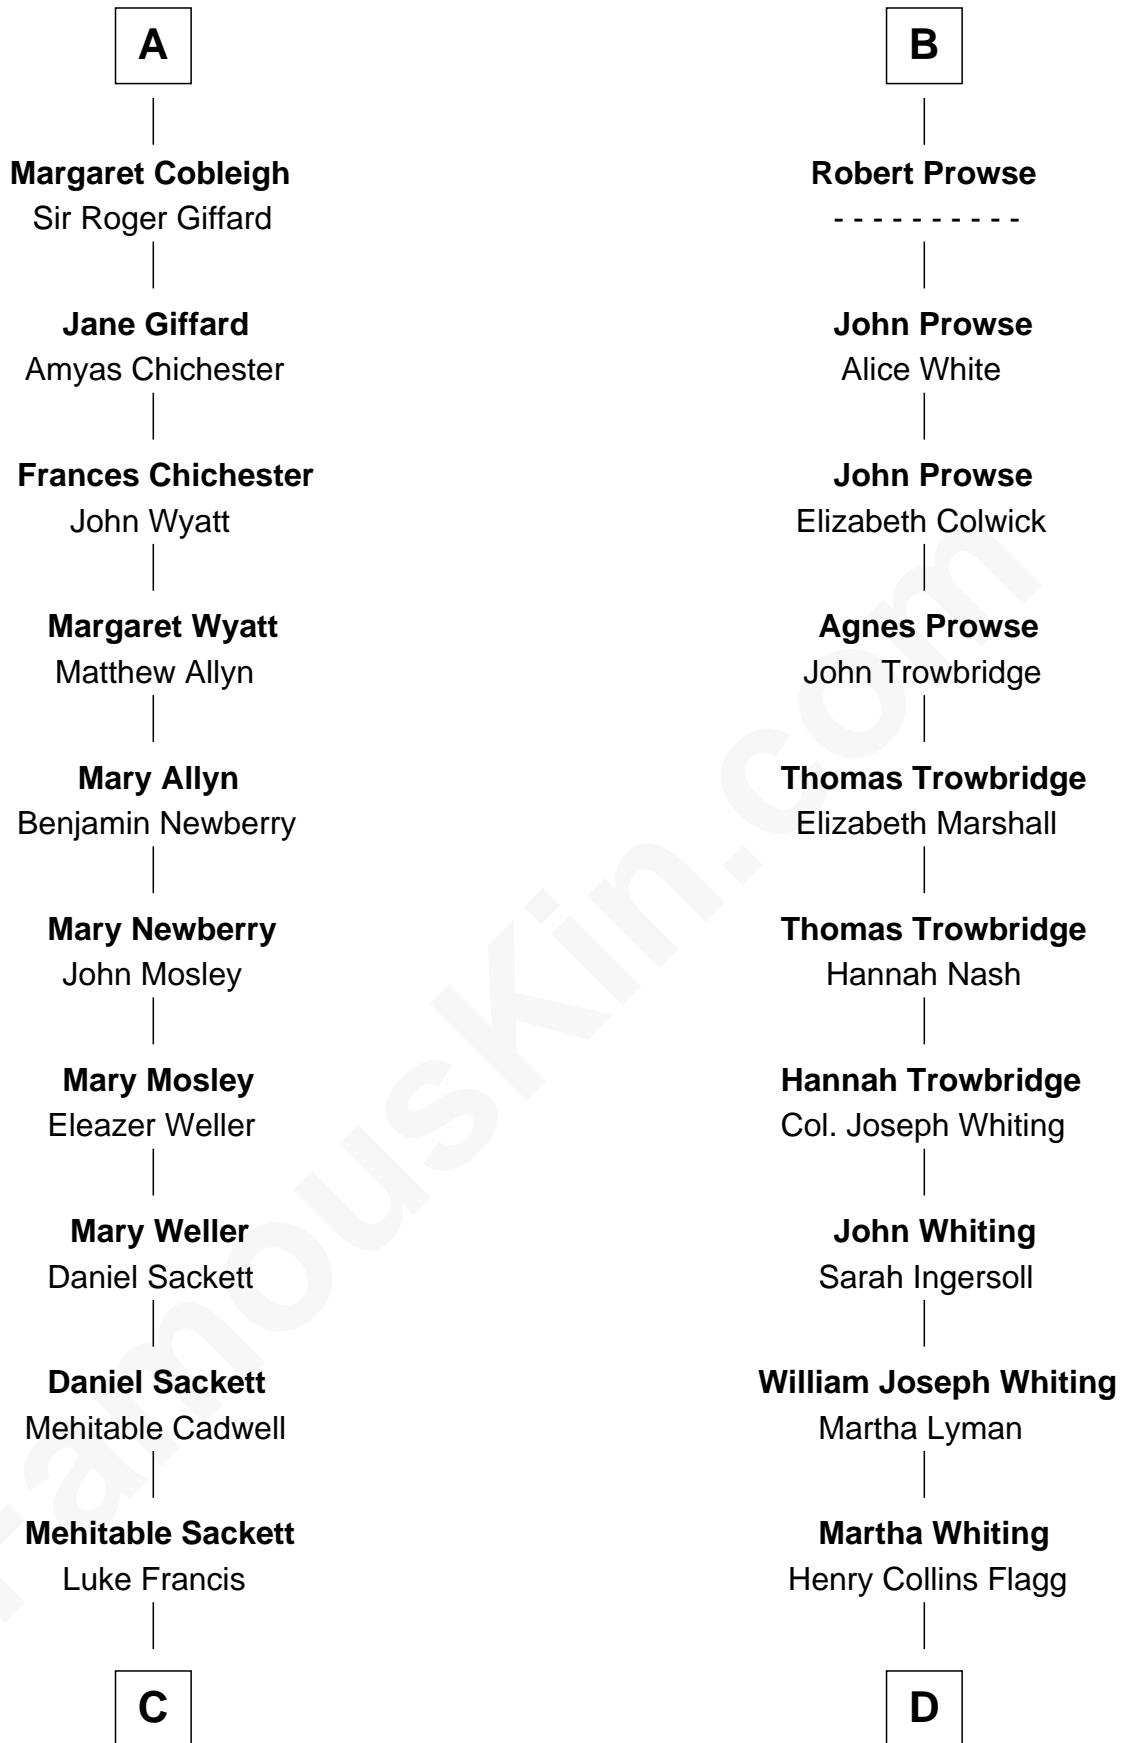 A
Margaret Cobleigh
Sir Roger Giffard
Jane Giffard
Amyas Chichester
Frances Chichester
John Wyatt
Margaret Wyatt
Matthew Allyn
Mary Allyn
Benjamin Newberry
Mary Newberry
John Mosley
Mary Mosley
Eleazer Weller
Mary Weller
Daniel Sackett
Daniel Sackett
Mehitable Cadwell
Mehitable Sackett
Luke Francis
C
B
Robert Prowse
- - - - - - - - - -
John Prowse
Alice White
John Prowse
Elizabeth Colwick
Agnes Prowse
John Trowbridge
Thomas Trowbridge
Elizabeth Marshall
Thomas Trowbridge
Hannah Nash
Hannah Trowbridge
Col. Joseph Whiting
John Whiting
Sarah Ingersoll
William Joseph Whiting
Martha Lyman
Martha Whiting
Henry Collins Flagg
D
FamousKin.com